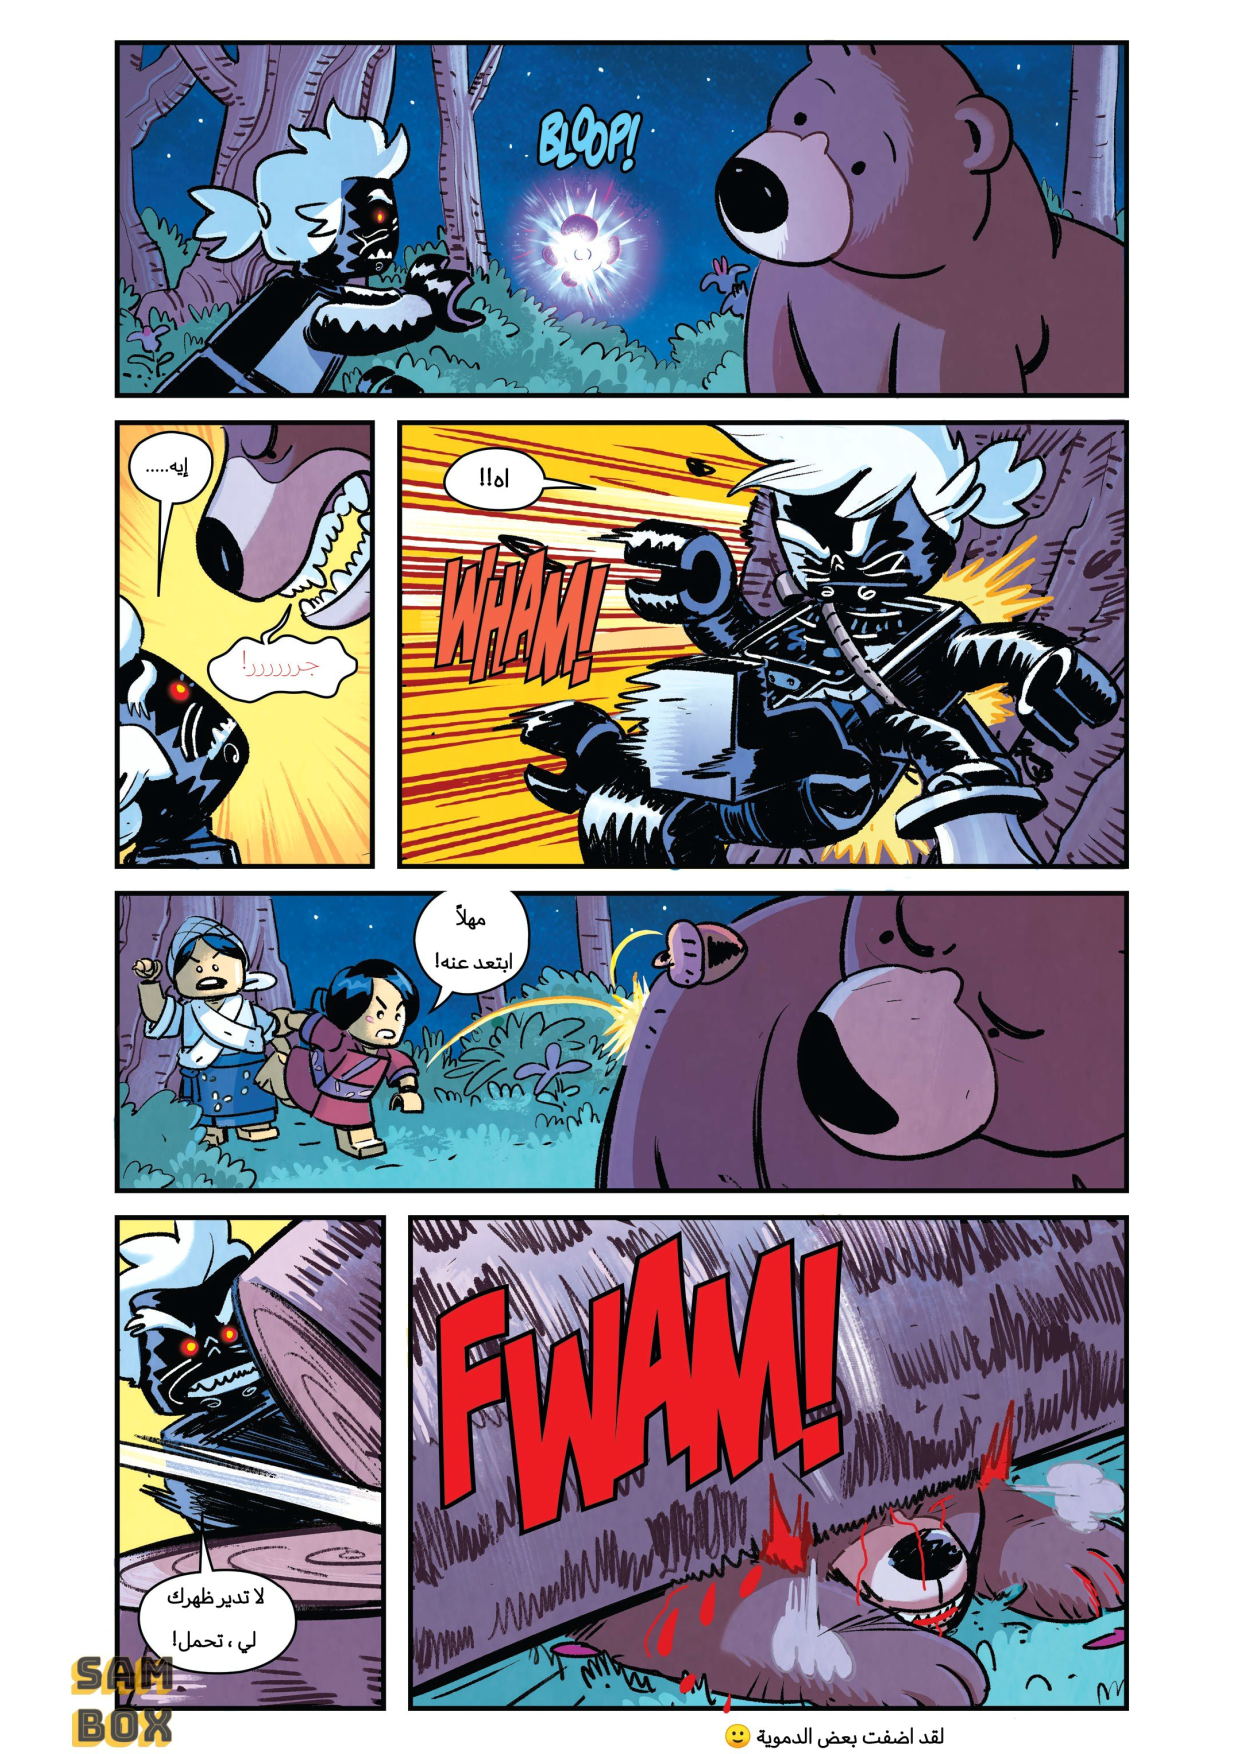 BLOOP!
إيه.....
جررررررر!
اه!!
WHAM!
مهلاً
ابتعد عنه!
لا تدير ظهرك
لي ، تحمل!
FWAM!
SAM
BOX
لقد اضفت بعض الدموية 🙂